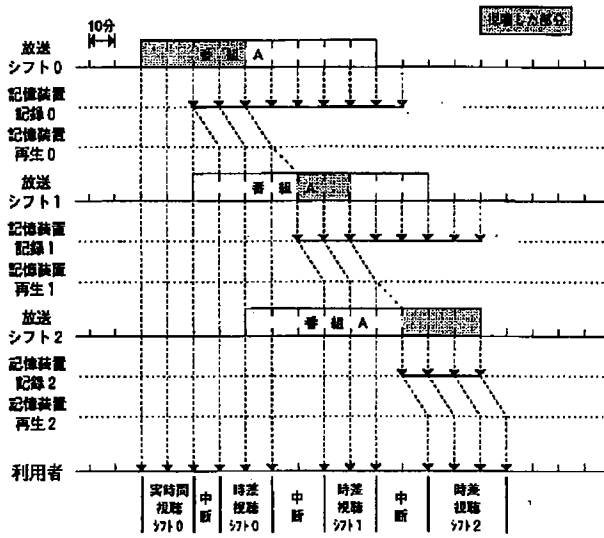 視聴した部分
10分
放送
シフト0
番 組 A
記憶装置
記録0
記憶装置
再生0
放送
シフト1
番 組 A
記憶装置
記録1
記憶装置
再生1
放送
シフト2
番 組 A
記憶装置
記録2
記憶装置
再生2
利用者
実時間
視聴
シフト0
中
断
時差
視聴
シフト0
中
断
時差
視聴
シフト1
中
断
時差
視聴
シフト2